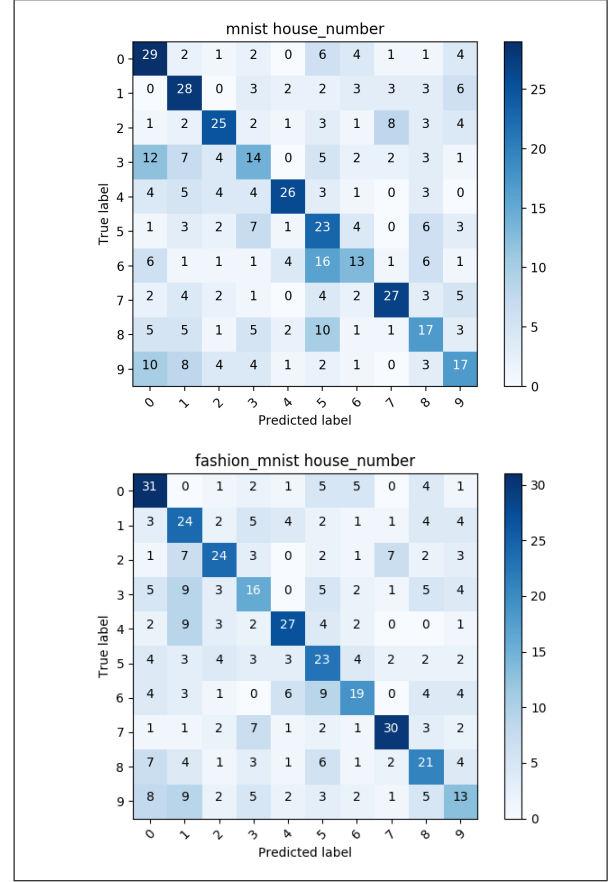 mnist house_number
0 29 2 1 2 0 6 4 1 1 4
1 0 28 0 3 2 2 3 3 3 6
25
2 1 2 25 2 1 3 1 8 3 4
20
3 12 7 4 14 0 5 2 2 3 1
True label
4 4 5 4 4 26 3 1 0 3 0
15
5 1 3 2 7 1 23 4 0 6 3
10
6 6 1 1 1 4 16 13 1 6 1
7 2 4 2 1 0 4 2 27 3 5
5
8 5 5 1 5 2 10 1 1 17 3
9 10 8 4 4 1 2 1 0 3 17
0
0 1 2 3 4 5 6 7 8 9
Predicted label
fashion_mnist house_number
0 31 0 1 2 1 5 5 0 4 1
30
1 3 24 2 5 4 2 1 1 4 4
25
2 1 7 24 3 0 2 1 7 2 3
3 5 9 3 16 0 5 2 1 5 4
20
True label
4 2 9 3 2 27 4 2 0 0 1
15
5 4 3 4 3 3 23 4 2 2 2
6 4 3 1 0 6 9 19 0 4 4
10
7 1 1 2 7 1 2 1 30 3 2
5
8 7 4 1 3 1 6 1 2 21 4
9 8 9 2 5 2 3 2 1 5 13
0
0 1 2 3 4 5 6 7 8 9
Predicted label